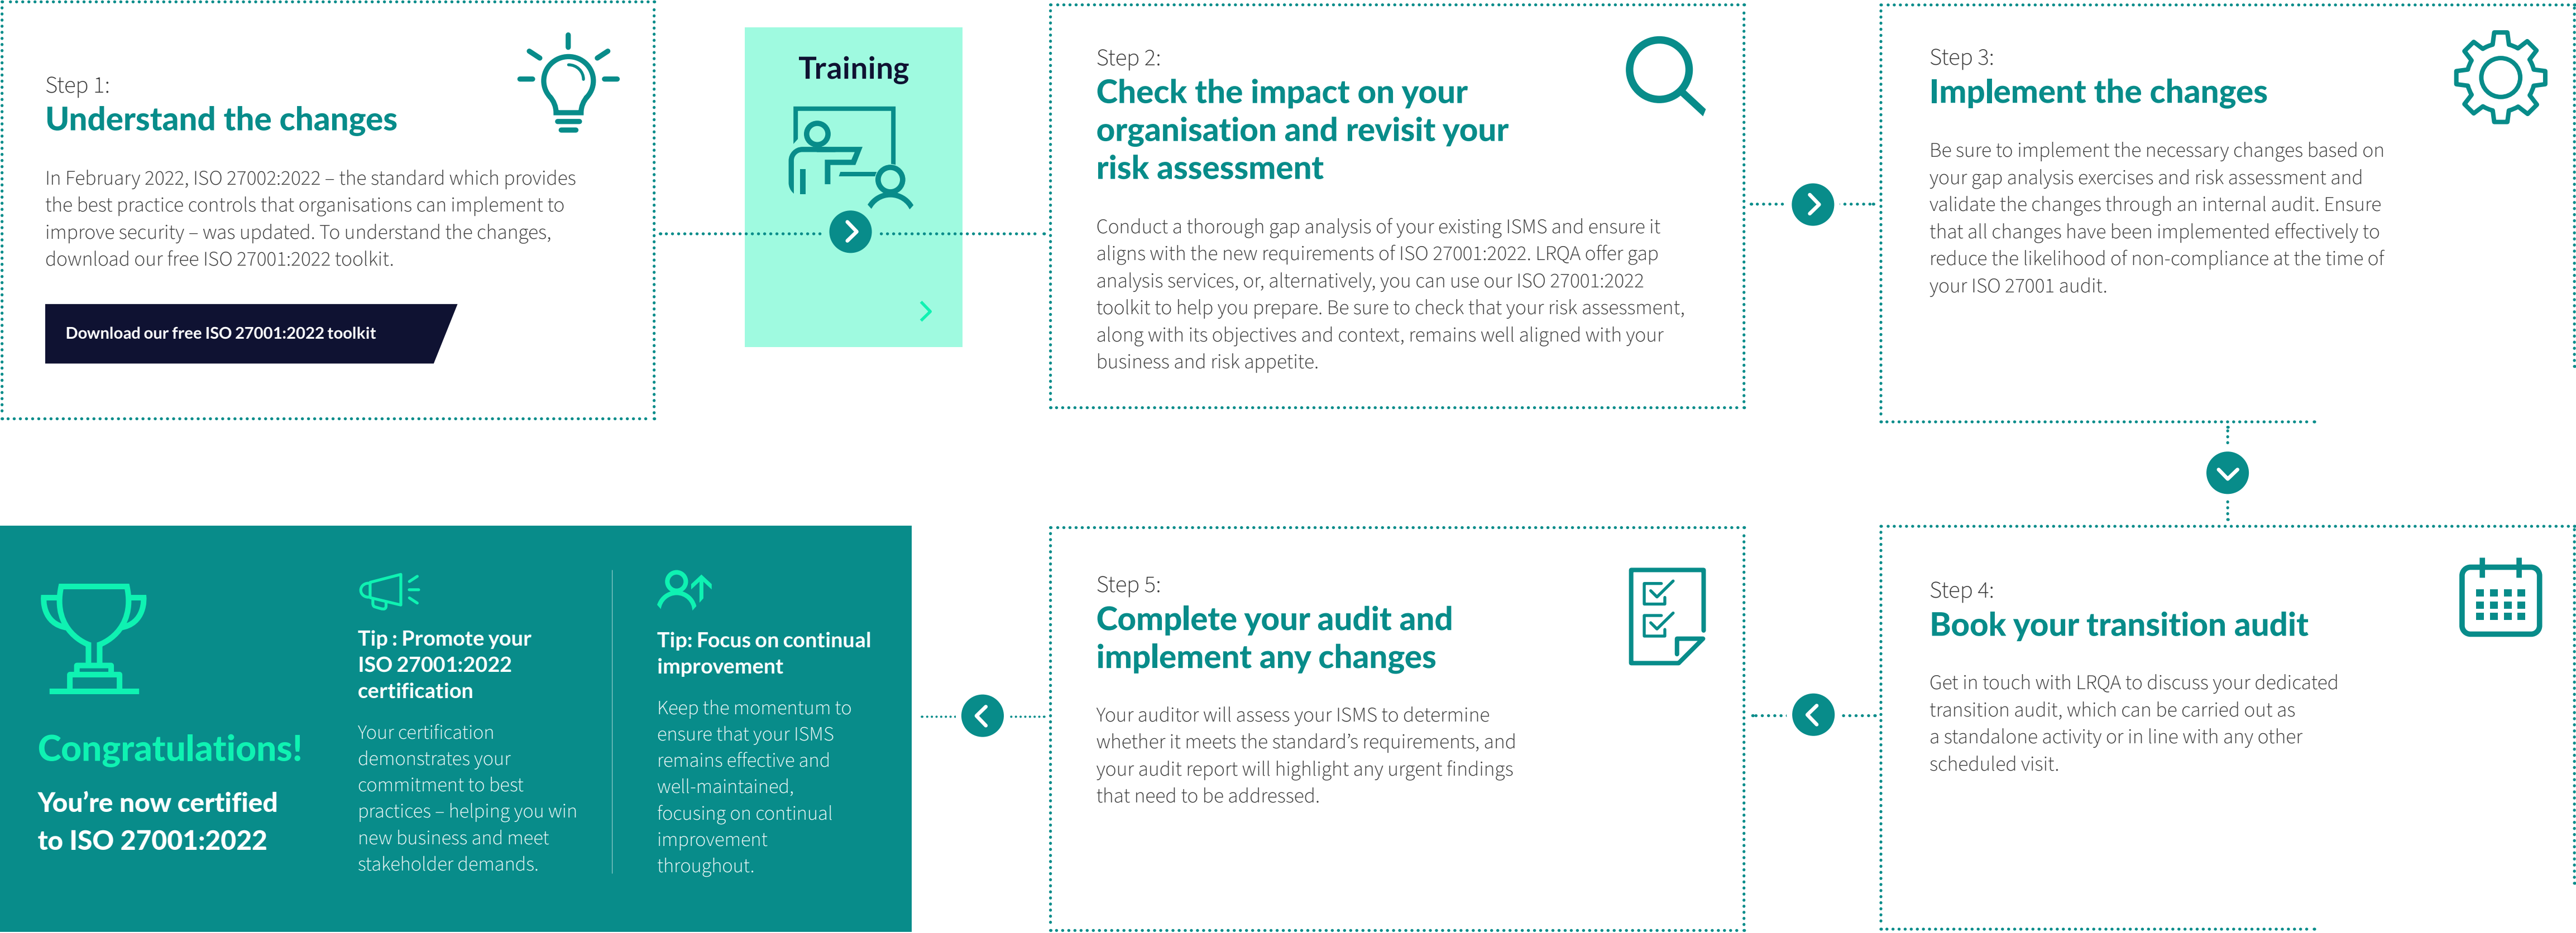 Step 1:
Understand the changes
In February 2022, ISO 27002:2022 – the standard which provides
the best practice controls that organisations can implement to
improve security – was updated. To understand the changes,
download our free ISO 27001:2022 toolkit.
Download our free ISO 27001:2022 toolkit
Training
Step 2:
Check the impact on your
organisation and revisit your
risk assessment
Conduct a thorough gap analysis of your existing ISMS and ensure it
aligns with the new requirements of ISO 27001:2022. LRQA offer gap
analysis services, or, alternatively, you can use our ISO 27001:2022
toolkit to help you prepare. Be sure to check that your risk assessment,
along with its objectives and context, remains well aligned with your
business and risk appetite.
Step 3:
Implement the changes
Be sure to implement the necessary changes based on
your gap analysis exercises and risk assessment and
validate the changes through an internal audit. Ensure
that all changes have been implemented effectively to
reduce the likelihood of non-compliance at the time of
your ISO 27001 audit.
Step 4:
Book your transition audit
Get in touch with LRQA to discuss your dedicated
transition audit, which can be carried out as
a standalone activity or in line with any other
scheduled visit.
Step 5:
Complete your audit and
implement any changes
Your auditor will assess your ISMS to determine
whether it meets the standard’s requirements, and
your audit report will highlight any urgent findings
that need to be addressed.
Congratulations!
You’re now certified
to ISO 27001:2022
Tip : Promote your
ISO 27001:2022
certification
Your certification
demonstrates your
commitment to best
practices – helping you win
new business and meet
stakeholder demands.
Tip: Focus on continual
improvement
Keep the momentum to
ensure that your ISMS
remains effective and
well-maintained,
focusing on continual
improvement
throughout.